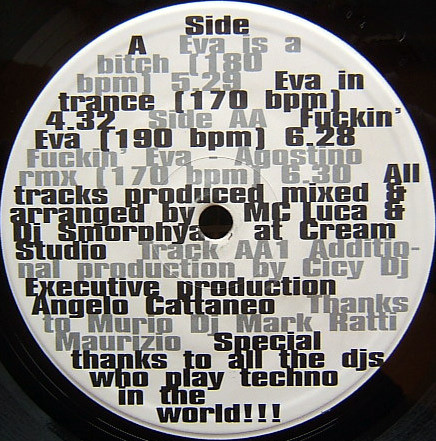 Side
A Eva is a
bitch (180
bpm) 5.29 Eva in
trance (170 bpm)
4.32 Side AA Fuckin'
Eva (190 bpm) 6.28
Fuckin' Eva - Agostino
rmx (170 bpm) 6.30 All
tracks produced mixed &
arranged by MC Luca &
Dj Smorphya at Cream
Studio Track AA1 Additio-
nal production by Cicy Dj
Executive production
Angelo Cattaneo Thanks
to Murio Dj Mark Ratti
Maurizio Special
thanks to all the djs
who play techno
in the
world!!!